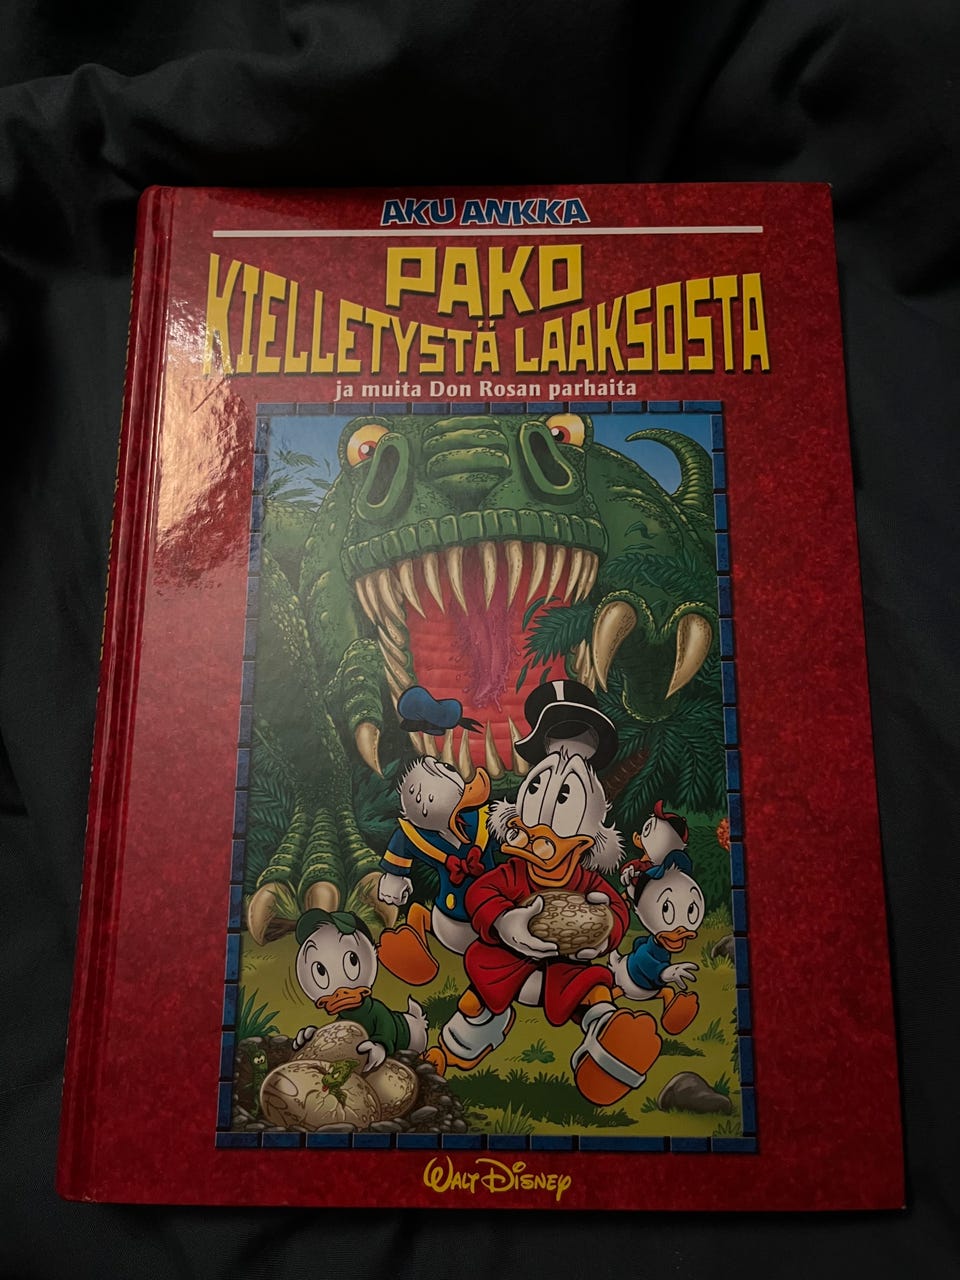 AKU ANKKA
PAKO
KIELLETYSTÄ LAAKSOSTA
ja muita Don Rosan parhaita
WALT DISNEY